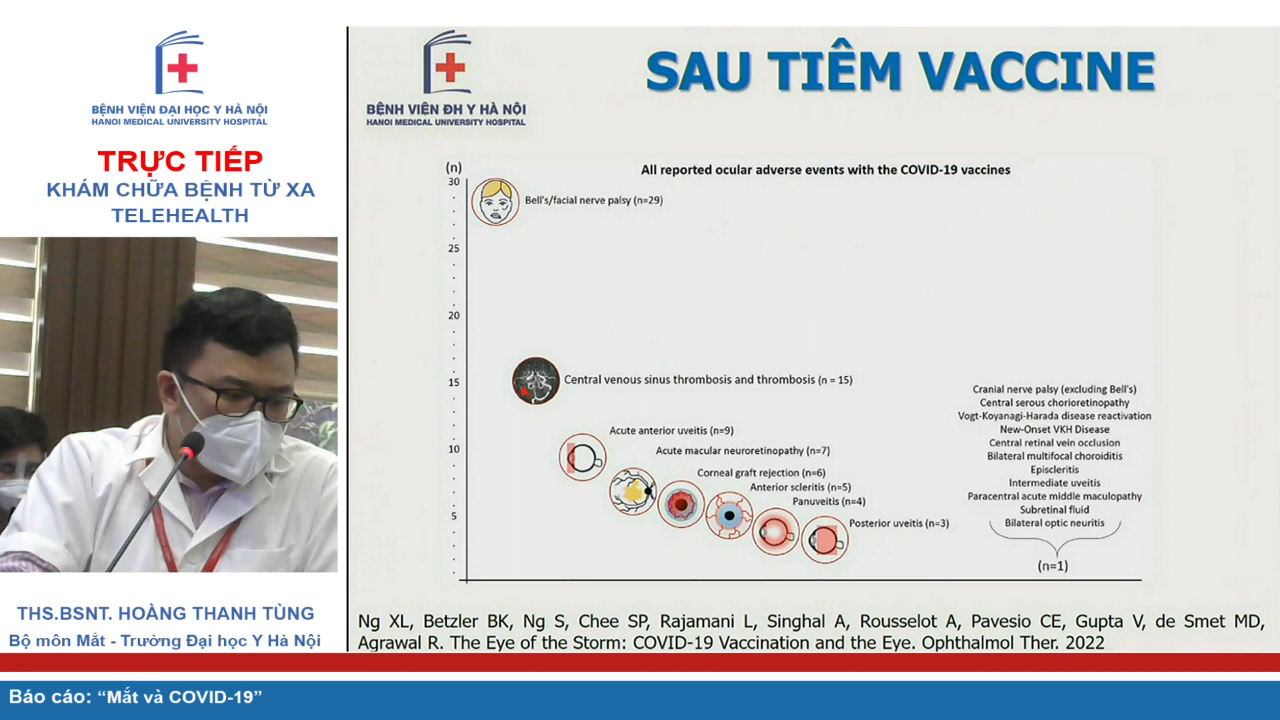 BỆNH VIỆN ĐẠI HỌC Y HÀ NỘI
HANOI MEDICAL UNIVERSITY HOSPITAL
TRỰC TIẾP
KHÁM CHỮA BỆNH TỪ XA
TELEHEALTH
THS.BSNT. HOÀNG THANH TÙNG
Bộ môn Mắt - Trường Đại học Y Hà Nội
BỆNH VIỆN ĐH Y HÀ NỘI
HANOI MEDICAL UNIVERSITY HOSPITAL
SAU TIÊM VACCINE
All reported ocular adverse events with the COVID-19 vaccines
(n)
30
25
20
15
10
5
Bell's/facial nerve palsy (n=29)
Central venous sinus thrombosis and thrombosis (n = 15)
Acute anterior uveitis (n=9)
Acute macular neuroretinopathy (n=7)
Corneal graft rejection (n=6)
Anterior scleritis (n=5)
Panuveitis (n=4)
Posterior uveitis (n=3)
Cranial nerve palsy (excluding Bell's)
Central serous chorioretinopathy
Vogt-Koyanagi-Harada disease reactivation
New-Onset VKH Disease
Central retinal vein occlusion
Bilateral multifocal choroiditis
Episcleritis
Intermediate uveitis
Paracentral acute middle maculopathy
Subretinal fluid
Bilateral optic neuritis
(n=1)
Ng XL, Betzler BK, Ng S, Chee SP, Rajamani L, Singhal A, Rousselot A, Pavesio CE, Gupta V, de Smet MD,
Agrawal R. The Eye of the Storm: COVID-19 Vaccination and the Eye. Ophthalmol Ther. 2022
Báo cáo: “Mắt và COVID-19”